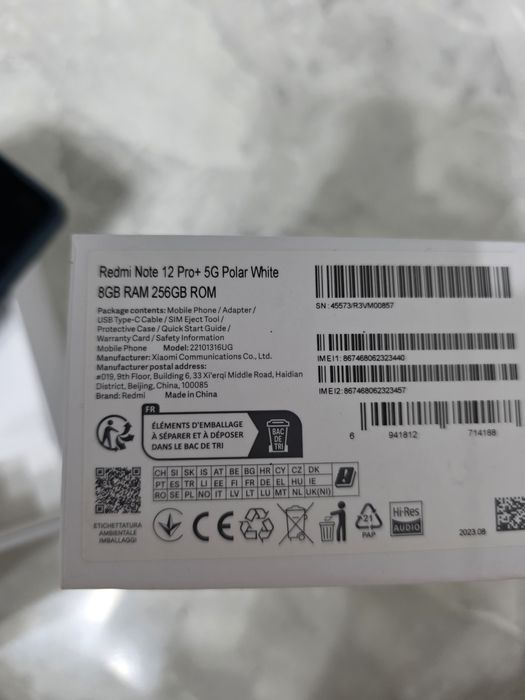 Redmi Note 12 Pro+ 5G Polar White
8GB RAM 256GB ROM
Package contents: Mobile Phone / Adapter /
USB Type-C Cable / SIM Eject Tool /
Protective Case / Quick Start Guide /
Warranty Card / Safety Information
Mobile Phone Model: 22101316UG
Manufacturer: Xiaomi Communications Co., Ltd.
Manufacturer postal address:
#019, 9th Floor, Building 6, 33 Xi'erqi Middle Road, Haidian
District, Beijing, China, 100085
Brand: Redmi Made in China
SN: 45573/R3VM00857
IMEI1: 867468062323440
IMEI2: 867468062323457
6 941812 714188
FR
ÉLÉMENTS D'EMBALLAGE
À SÉPARER ET À DÉPOSER
DANS LE BAC DE TRI
BAC
DE
TRI
CH SI SK IS AT BE BG HR CY CZ DK
PT ES TR LI EE FI FR DE EL HU IE
RO SE PL NO IT LV LT LU MT NL UK(NI)
ETICHETTATURA
AMBIENTALE
IMBALLAGGI
CE
21
PAP
Hi-Res
AUDIO
2023.08